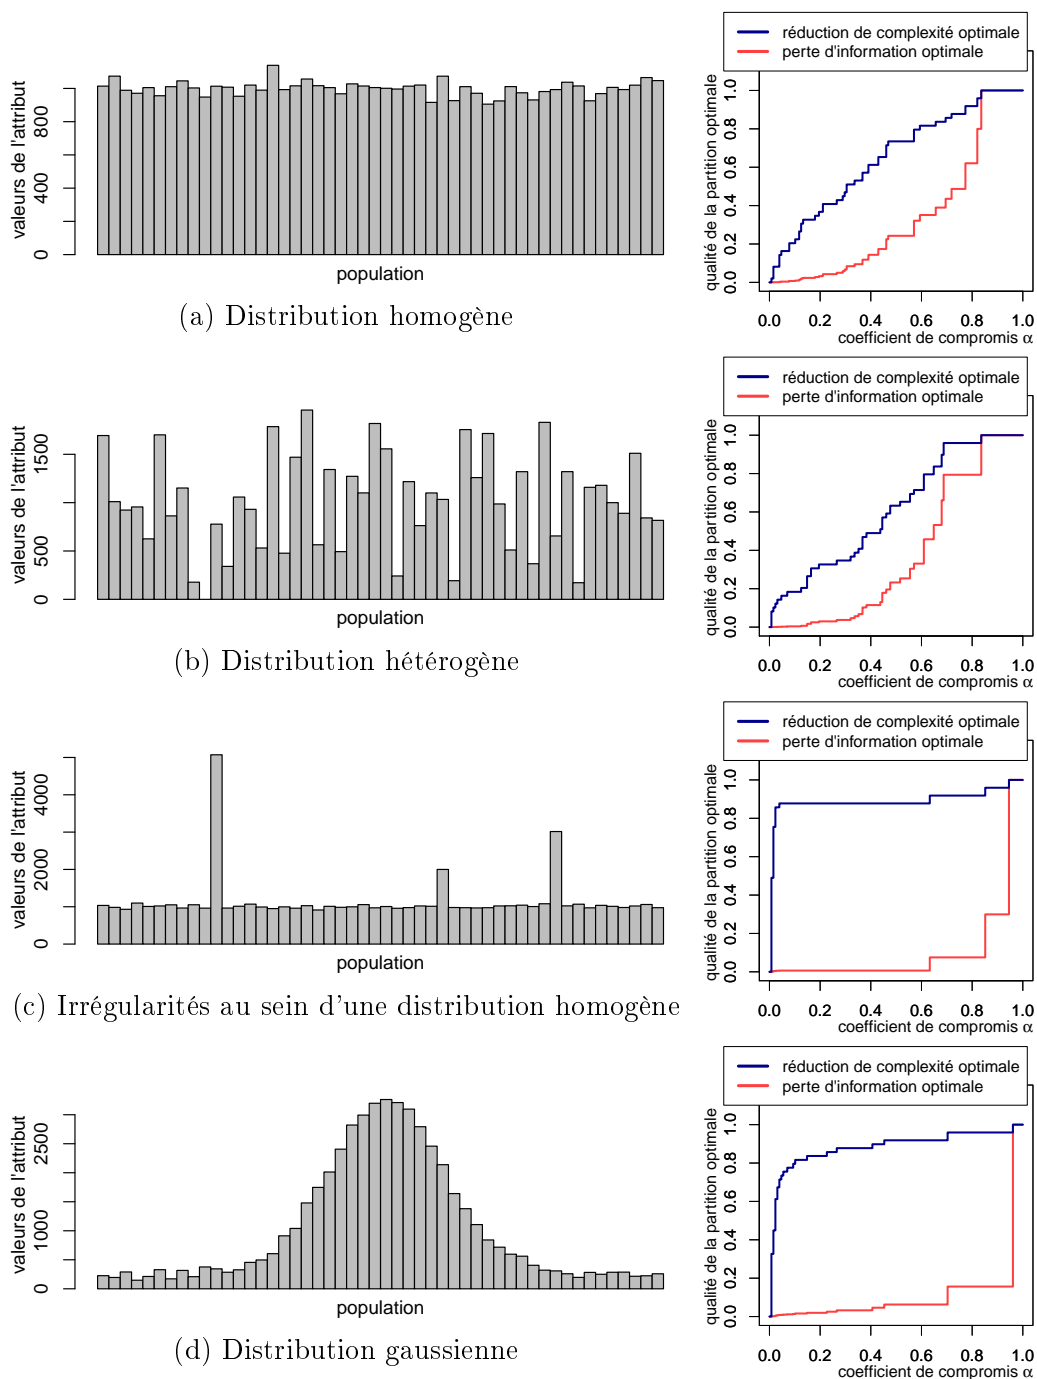 valeurs de l'attribut
0
400
800
population
réduction de complexité optimale
perte d'information optimale
qualité de la partition optimale
0.0
0.2
0.4
0.6
0.8
1.0
0.0 0.2 0.4 0.6 0.8 1.0
coefficient de compromis α
(a) Distribution homogène
valeurs de l'attribut
0
500
1500
population
réduction de complexité optimale
perte d'information optimale
qualité de la partition optimale
0.0
0.2
0.4
0.6
0.8
1.0
0.0 0.2 0.4 0.6 0.8 1.0
coefficient de compromis α
(b) Distribution hétérogène
valeurs de l'attribut
0
2000
4000
population
réduction de complexité optimale
perte d'information optimale
qualité de la partition optimale
0.0
0.2
0.4
0.6
0.8
1.0
0.0 0.2 0.4 0.6 0.8 1.0
coefficient de compromis α
(c) Irrégularités au sein d'une distribution homogène
valeurs de l'attribut
0
1000
2500
population
réduction de complexité optimale
perte d'information optimale
qualité de la partition optimale
0.0
0.2
0.4
0.6
0.8
1.0
0.0 0.2 0.4 0.6 0.8 1.0
coefficient de compromis α
(d) Distribution gaussienne